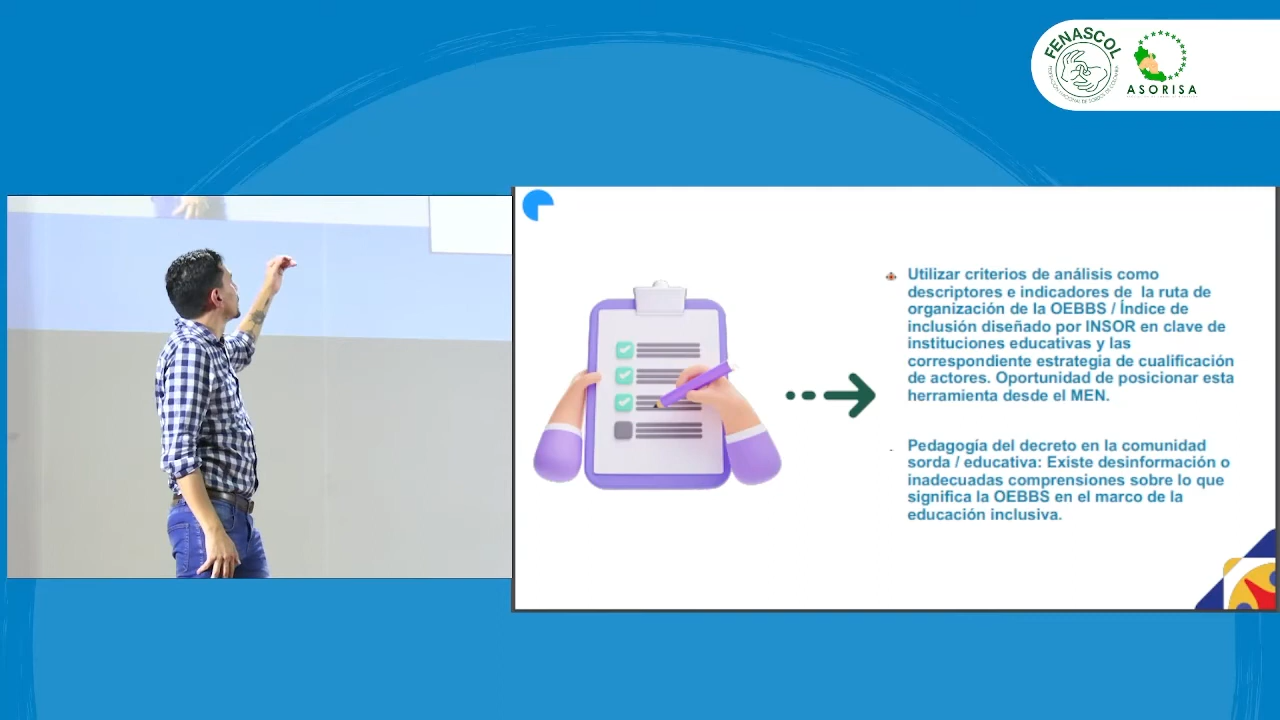 FENASCOL
ASORISA
Utilizar criterios de análisis como
descriptores e indicadores de la ruta de
organización de la OEBBS / Índice de
inclusión diseñado por INSOR en clave de
instituciones educativas y las
correspondiente estrategia de cualificación
de actores. Oportunidad de posicionar esta
herramienta desde el MEN.
Pedagogía del decreto en la comunidad
sorda / educativa: Existe desinformación o
inadecuadas comprensiones sobre lo que
significa la OEBBS en el marco de la
educación inclusiva.